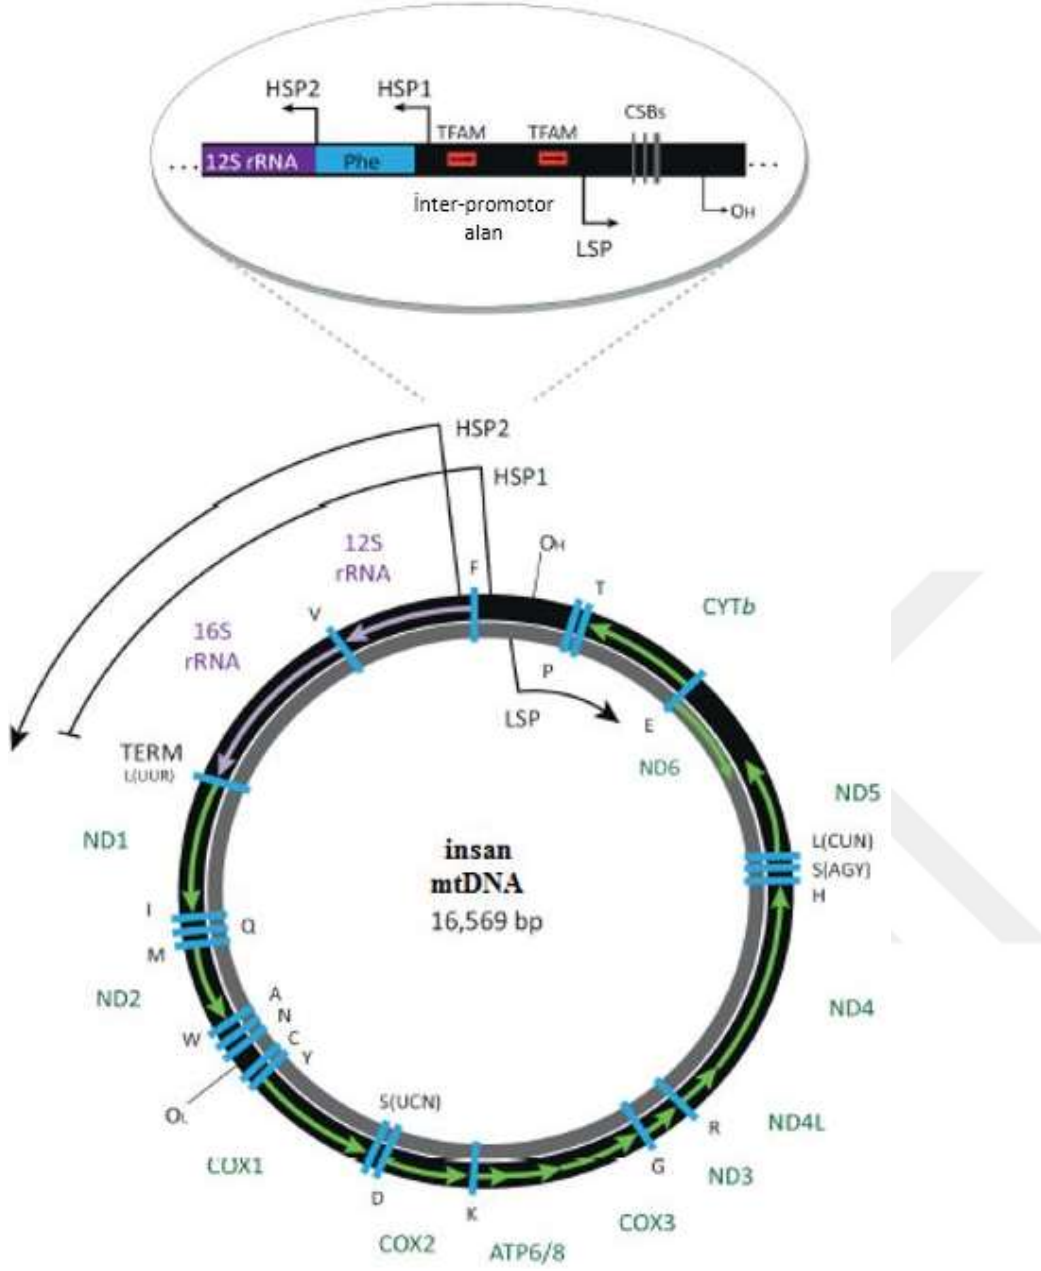 HSP2
HSP1
TFAM
TFAM
CSBs
12S rRNA
Phe
İnter-promotor
alan
LSP
OH
HSP2
HSP1
12S
rRNA
F
OH
T
CYTb
V
16S
rRNA
P
LSP
E
ND6
TERM
L(UUR)
ND5
ND1
L(CUN)
S(AGY)
H
insan
mtDNA
16,569 bp
I
Q
M
ND2
A
N
C
Y
W
ND4
OL
S(UCN)
COX1
R
ND4L
G
ND3
D
K
COX3
COX2
ATP6/8